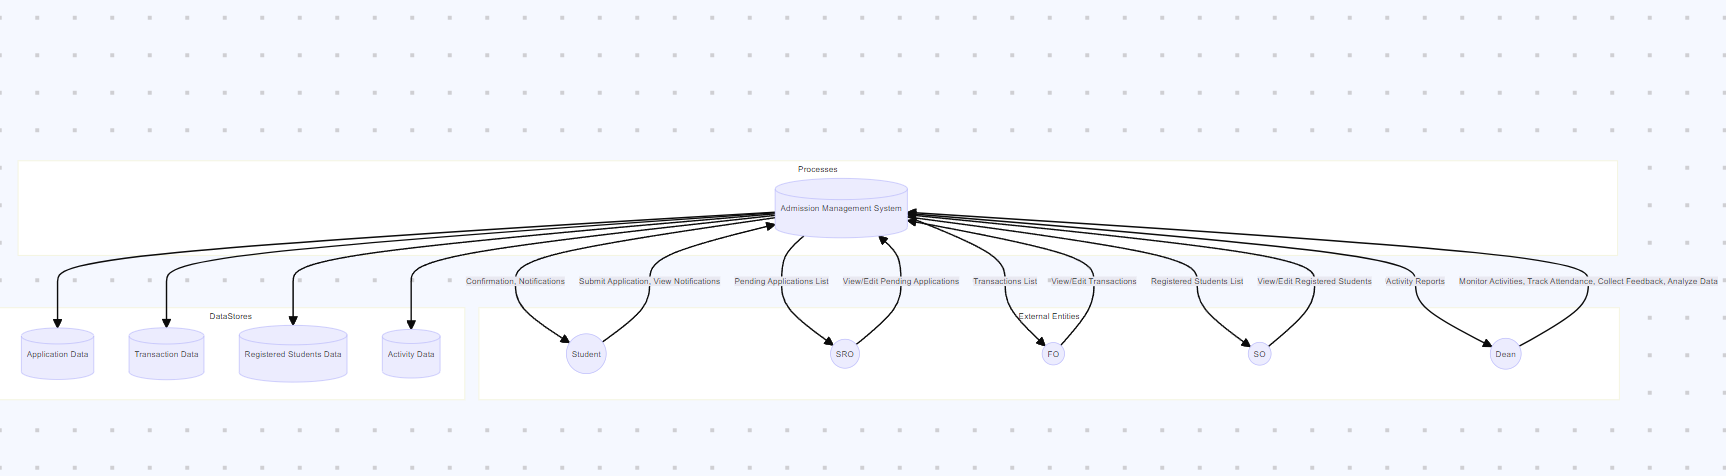 Processes
Admission Management System
Confirmation, Notifications
Submit Application, View Notifications
Pending Applications List
View/Edit Pending Applications
Transactions List
View/Edit Transactions
Registered Students List
View/Edit Registered Students
Activity Reports
Monitor Activities, Track Attendance, Collect Feedback, Analyze Data
DataStores
External Entities
Application Data
Transaction Data
Registered Students Data
Activity Data
Student
SRO
FO
SO
Dean